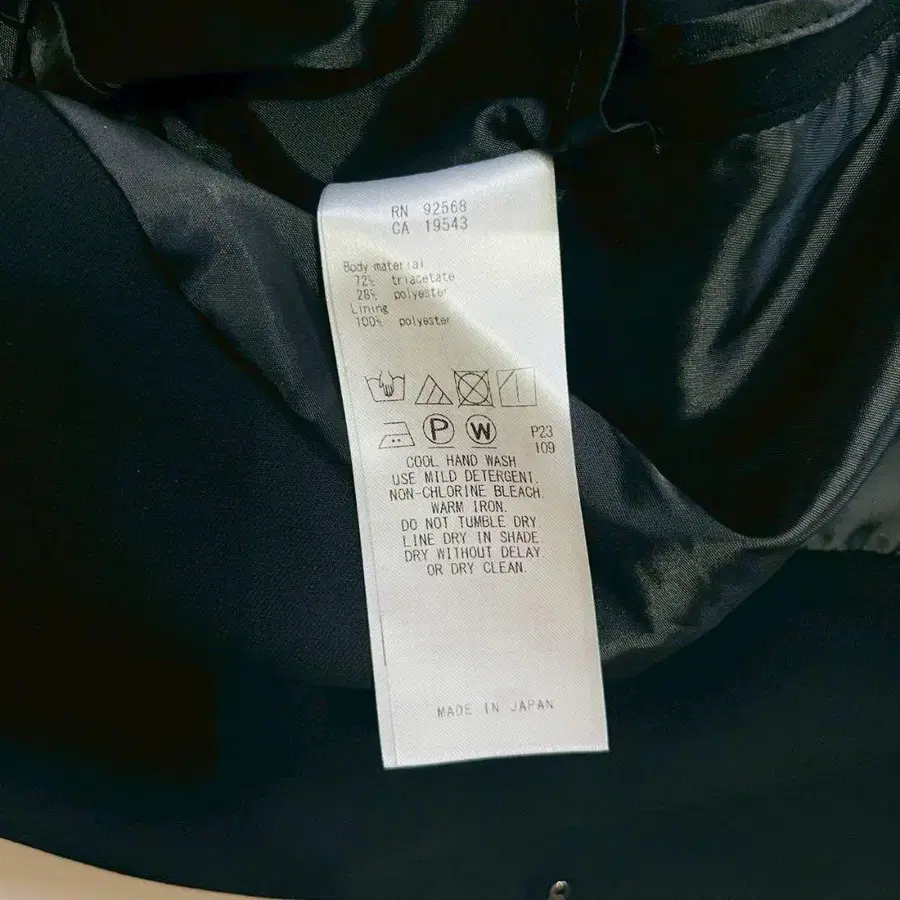 RN 92568
CA 19543
Body material
72% triacetate
28% polyester
Lining
100% polyester
P W P23
109
COOL HAND WASH
USE MILD DETERGENT.
NON-CHLORINE BLEACH.
WARM IRON.
DO NOT TUMBLE DRY.
LINE DRY IN SHADE
DRY WITHOUT DELAY
OR DRY CLEAN.
MADE IN JAPAN